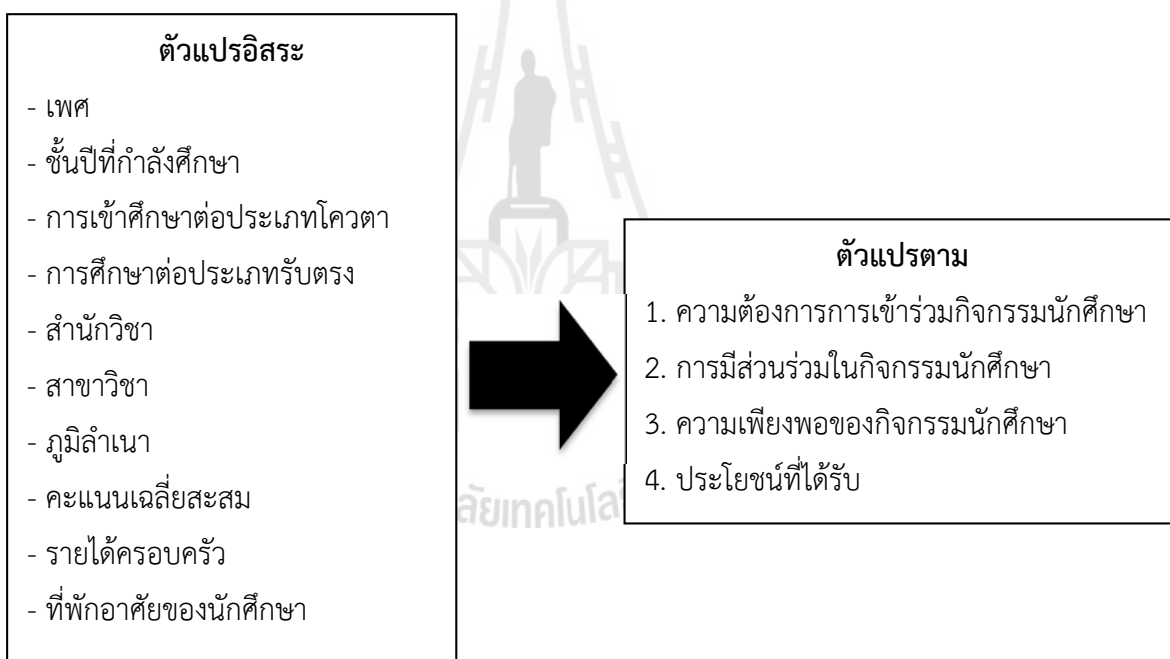 ตัวแปรอิสระ
- เพศ
- ชั้นปีที่กำลังศึกษา
- การเข้าศึกษาต่อประเภทโควตา
- การศึกษาต่อประเภทรับตรง
- สำนักวิชา
- สาขาวิชา
- ภูมิลำเนา
- คะแนนเฉลี่ยสะสม
- รายได้ครอบครัว
- ที่พักอาศัยของนักศึกษา
ตัวแปรตาม
1. ความต้องการการเข้าร่วมกิจกรรมนักศึกษา
2. การมีส่วนร่วมในกิจกรรมนักศึกษา
3. ความเพียงพอของกิจกรรมนักศึกษา
4. ประโยชน์ที่ได้รับ
ลัยเทคโนโล